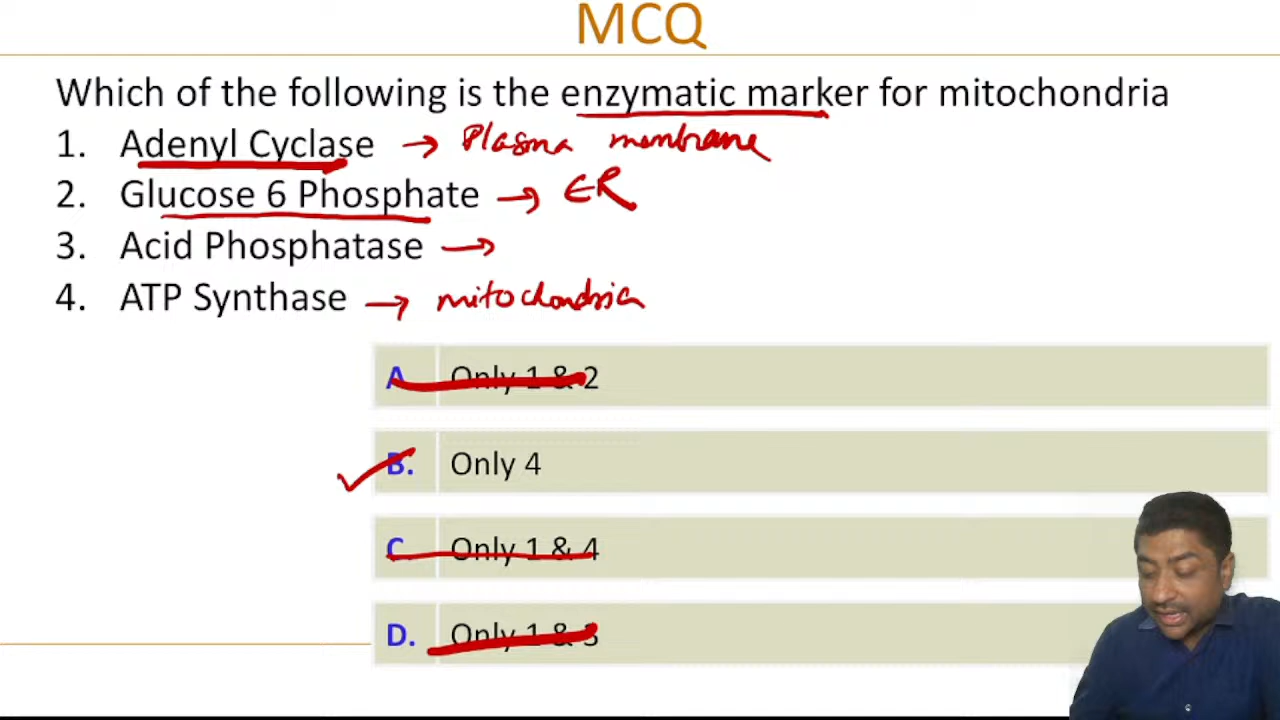 MCQ
Which of the following is the enzymatic marker for mitochondria
1. Adenyl Cyclase → Plasma membrane
2. Glucose 6 Phosphate → ER
3. Acid Phosphatase →
4. ATP Synthase → mitochondria
A. Only 1 & 2
B. Only 4
C. Only 1 & 4
D. Only 1 & 3